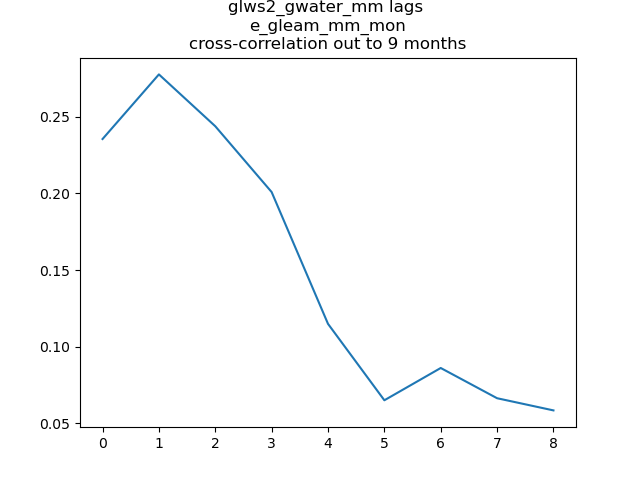 glws2_gwater_mm lags
e_gleam_mm_mon
cross-correlation out to 9 months
0.25
0.20
0.15
0.10
0.05
0 1 2 3 4 5 6 7 8